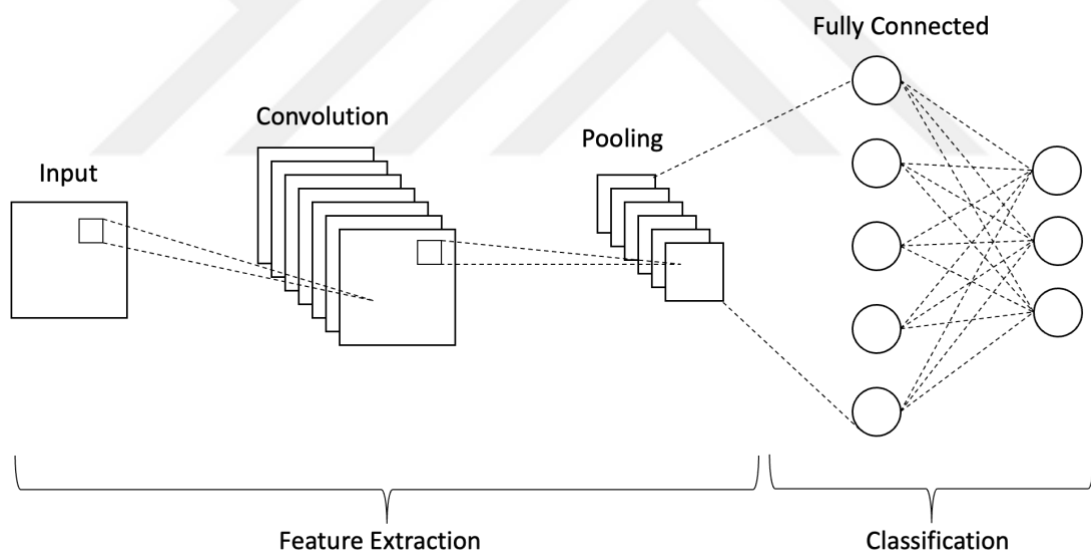 Fully Connected
Convolution
Pooling
Input
Feature Extraction
Classification